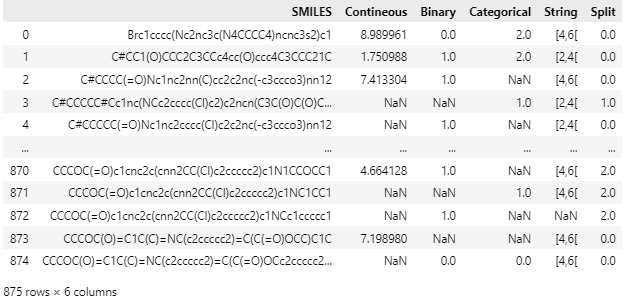 SMILES Contineous Binary Categorical String Split
0 Brc1cccc(Nc2nc3c(N4CCCC4)ncnc3s2)c1 8.989961 0.0 2.0 [4,6[ 0.0
1 C#CC1(O)CCC2C3CCc4cc(O)ccc4C3CCC21C 1.750988 1.0 2.0 [2,4[ 0.0
2 C#CCCC(=O)Nc1nc2nn(C)cc2c2nc(-c3ccco3)nn12 7.413304 1.0 NaN [4,6[ 0.0
3 C#CCCCC#Cc1nc(NCc2cccc(Cl)c2)c2ncn(C3C(O)C(O)C... NaN NaN 1.0 [2,4[ 1.0
4 C#CCCCC(=O)Nc1nc2cccc(Cl)c2c2nc(-c3ccco3)nn12 NaN 1.0 NaN [2,4[ 0.0
... ... ... ... ... ... ...
870 CCCOC(=O)c1cnc2c(cnn2CC(Cl)c2ccccc2)c1N1CCOCC1 4.664128 1.0 NaN [4,6[ 2.0
871 CCCOC(=O)c1cnc2c(cnn2CC(Cl)c2ccccc2)c1NC1CC1 NaN NaN 1.0 [4,6[ 2.0
872 CCCOC(=O)c1cnc2c(cnn2CC(Cl)c2ccccc2)c1NCc1ccccc1 NaN 1.0 NaN NaN 2.0
873 CCCOC(O)=C1C(C)=NC(c2ccccc2)=C(C(=O)OCC)C1C 7.198980 NaN NaN [4,6[ 0.0
874 CCCOC(O)=C1C(C)=NC(c2ccccc2)=C(C(=O)OCc2ccccc2... NaN 0.0 0.0 [4,6[ 0.0
875 rows × 6 columns